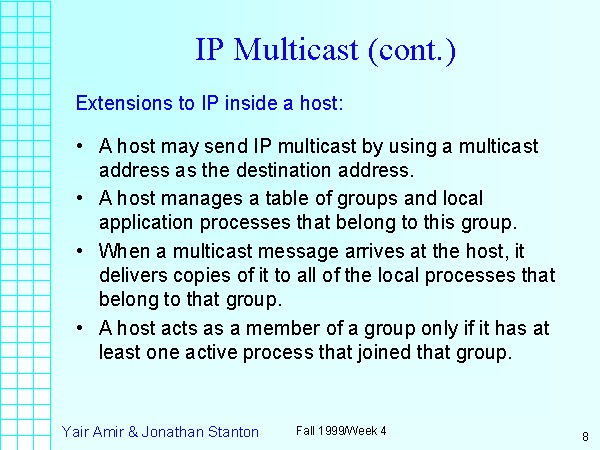 IP Multicast (cont.)
Extensions to IP inside a host:
• A host may send IP multicast by using a multicast
address as the destination address.
• A host manages a table of groups and local
application processes that belong to this group.
• When a multicast message arrives at the host, it
delivers copies of it to all of the local processes that
belong to that group.
• A host acts as a member of a group only if it has at
least one active process that joined that group.
Yair Amir & Jonathan Stanton
Fall 1999/Week 4
8